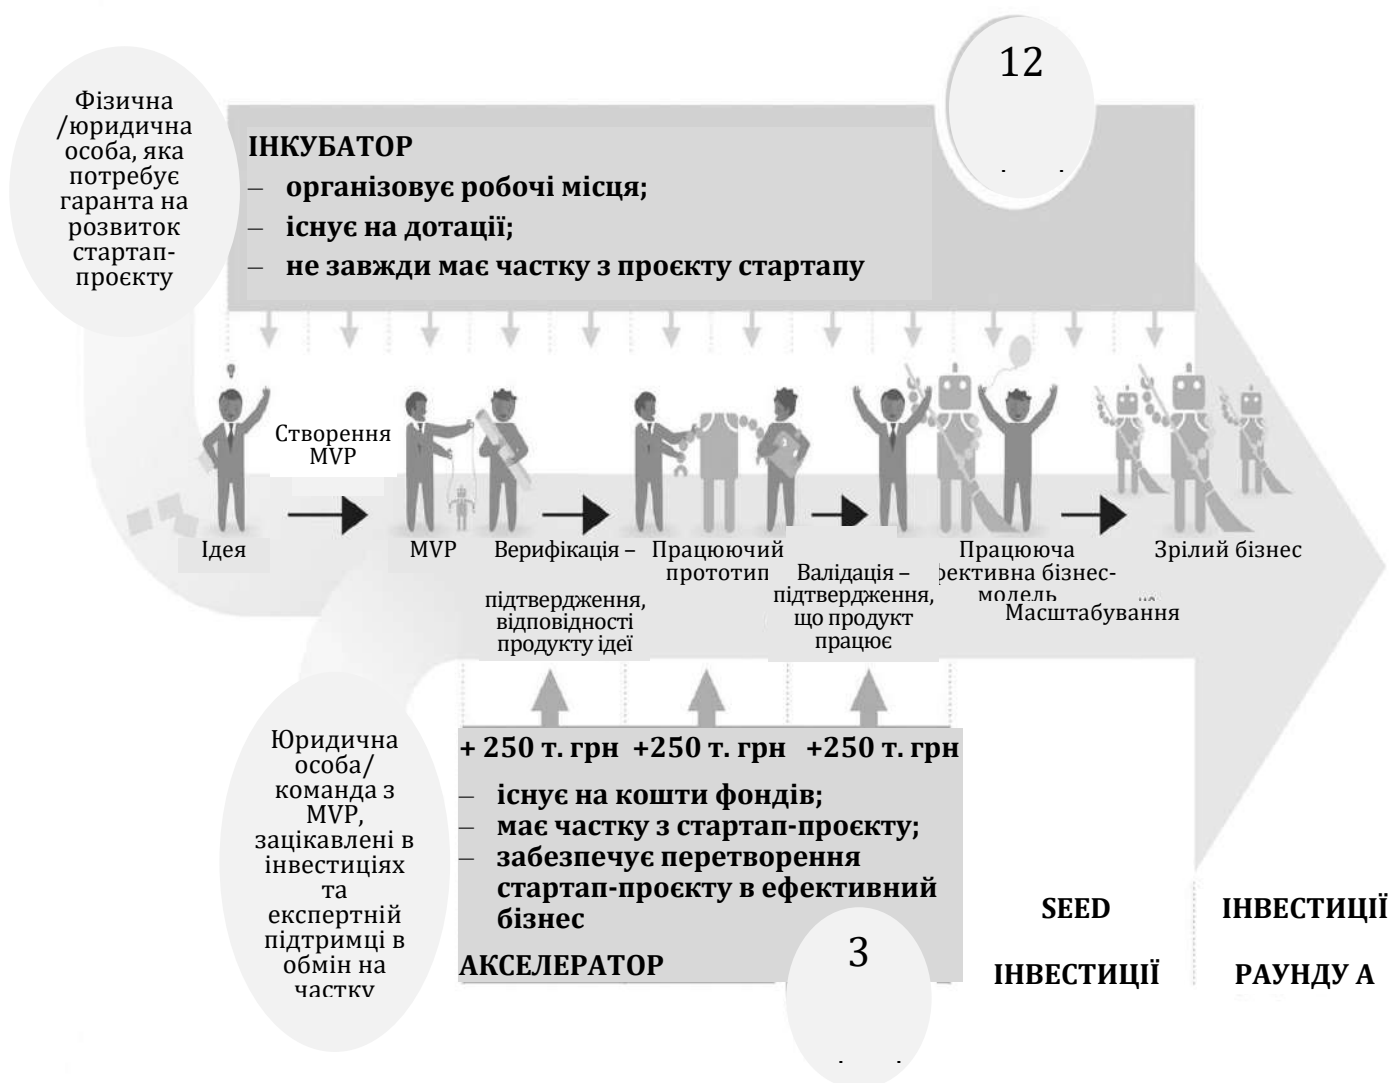 12
Фізична
/юридична
особа, яка
потребує
гаранта на
розвиток
стартап-
проєкту
ІНКУБАТОР
– організовує робочі місця;
– існує на дотації;
– не завжди має частку з проєкту стартапу
Створення
MVP
Ідея
MVP
Верифікація –
підтвердження,
відповідності
продукту ідеї
Працюючий
прототип
Валідація –
підтвердження,
що продукт
працює
Працююча
фективна бізнес-
модель
Масштабування
Зрілий бізнес
Юридична
особа/
команда з
MVP,
зацікавлені в
інвестиціях
та
експертній
підтримці в
обмін на
частку
+ 250 т. грн +250 т. грн +250 т. грн
– існує на кошти фондів;
– має частку з стартап-проєкту;
– забезпечує перетворення
стартап-проєкту в ефективний
бізнес
АКСЕЛЕРАТОР
3
SEED
ІНВЕСТИЦІЇ
ІНВЕСТИЦІЇ
РАУНДУ А